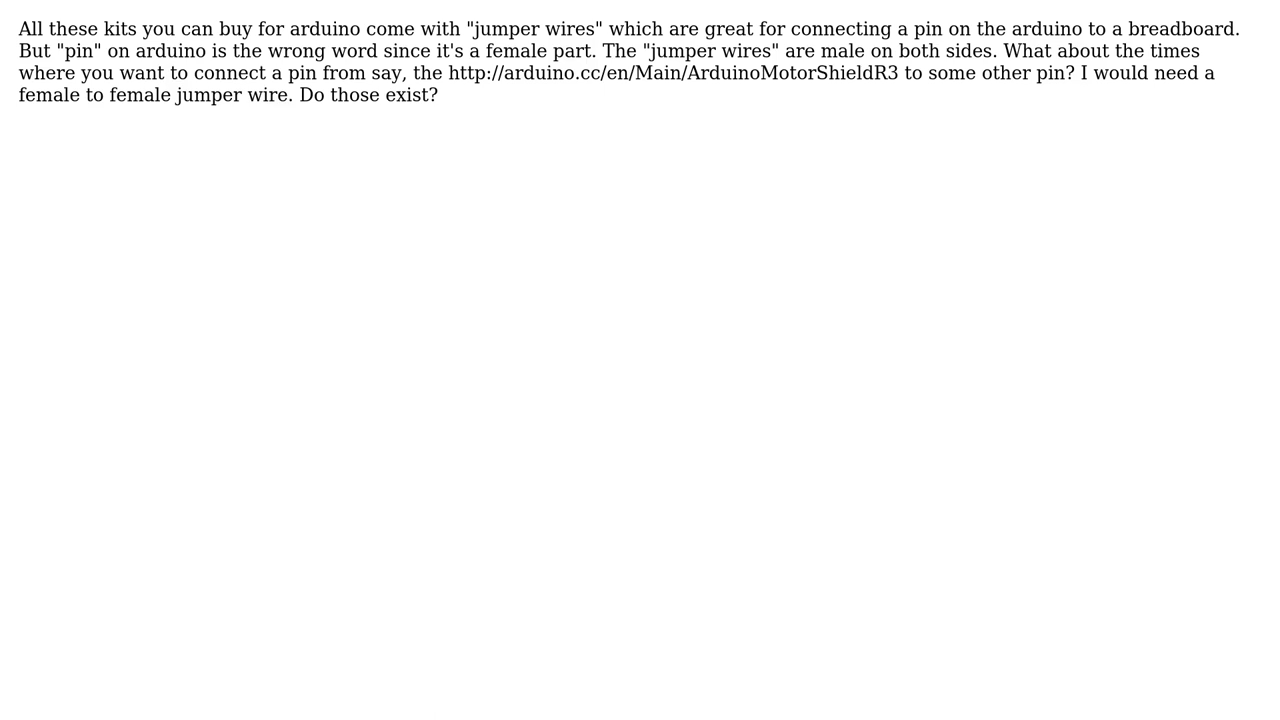 All these kits you can buy for arduino come with "jumper wires" which are great for connecting a pin on the arduino to a breadboard.
But "pin" on arduino is the wrong word since it's a female part. The "jumper wires" are male on both sides. What about the times
where you want to connect a pin from say, the http://arduino.cc/en/Main/ArduinoMotorShieldR3 to some other pin? I would need a
female to female jumper wire. Do those exist?